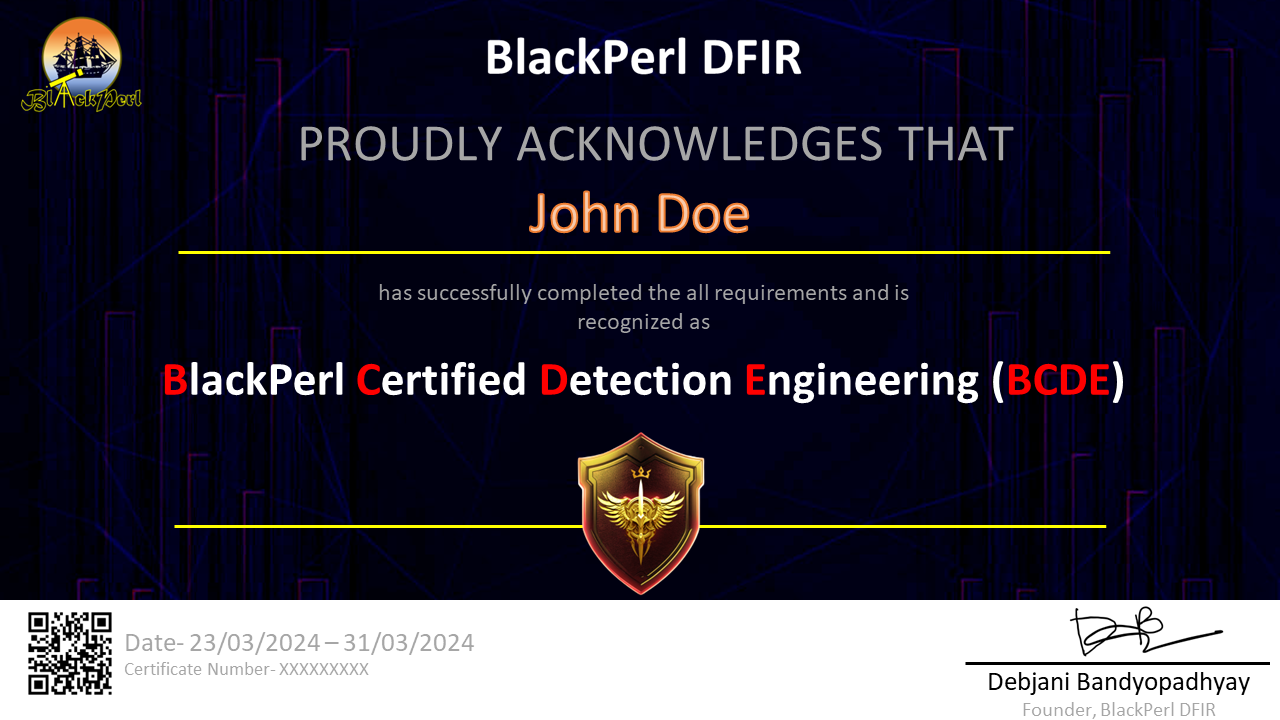 BlackPerl
BlackPerl DFIR
PROUDLY ACKNOWLEDGES THAT
John Doe
has successfully completed the all requirements and is
recognized as
BlackPerl Certified Detection Engineering (BCDE)
Date- 23/03/2024 – 31/03/2024
Certificate Number- XXXXXXXXX
Debjani Bandyopadhyay
Founder, BlackPerl DFIR